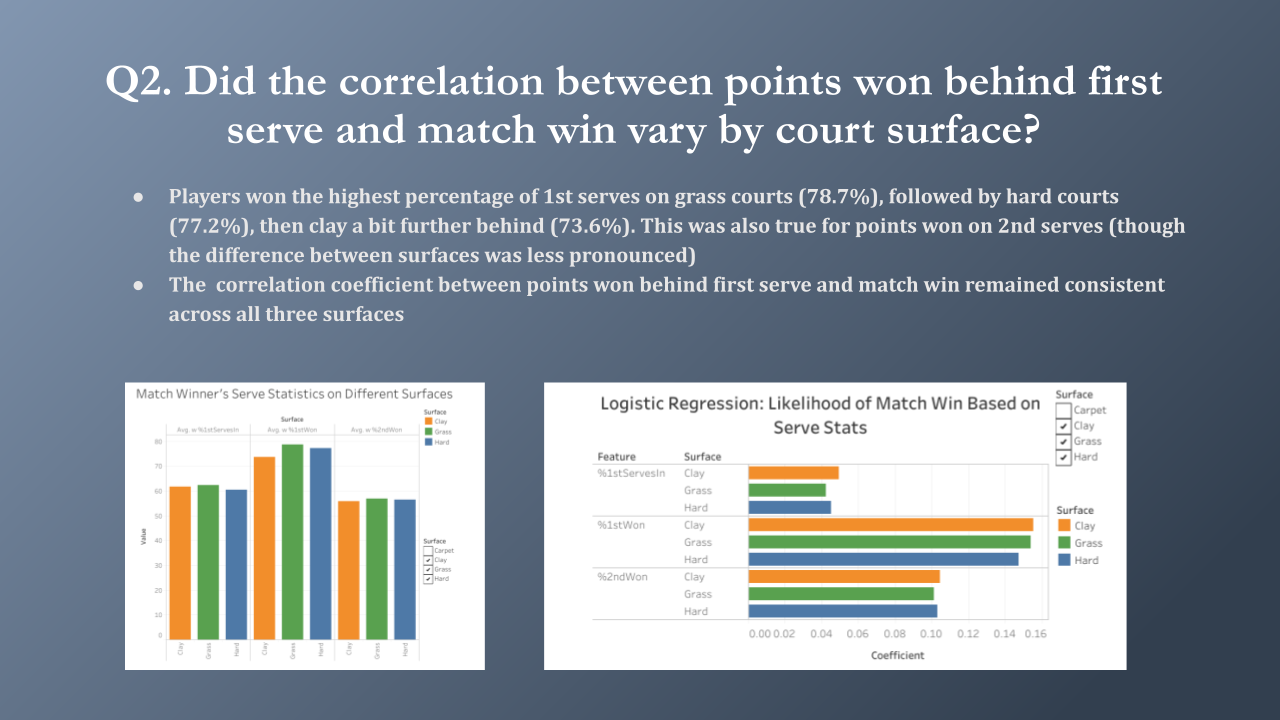 Q2. Did the correlation between points won behind first
serve and match win vary by court surface?
● Players won the highest percentage of 1st serves on grass courts (78.7%), followed by hard courts
(77.2%), then clay a bit further behind (73.6%). This was also true for points won on 2nd serves (though
the difference between surfaces was less pronounced)
● The  correlation coefficient between points won behind first serve and match win remained consistent
across all three surfaces
Match Winner's Serve Statistics on Different Surfaces
Surface
Avg. w %1stServesIn Avg. w %1stWon Avg. w %2ndWon
80
70
60
50
40
30
20
10
0
Value
Clay Grass Hard Clay Grass Hard Clay Grass Hard
Surface
Clay
Grass
Hard
Surface
Carpet
Clay
Grass
Hard
Logistic Regression: Likelihood of Match Win Based on
Serve Stats
Feature Surface
%1stServesIn Clay
Grass
Hard
%1stWon Clay
Grass
Hard
%2ndWon Clay
Grass
Hard
0.00 0.02 0.04 0.06 0.08 0.10 0.12 0.14 0.16
Coefficient
Surface
Carpet
Clay
Grass
Hard
Surface
Clay
Grass
Hard